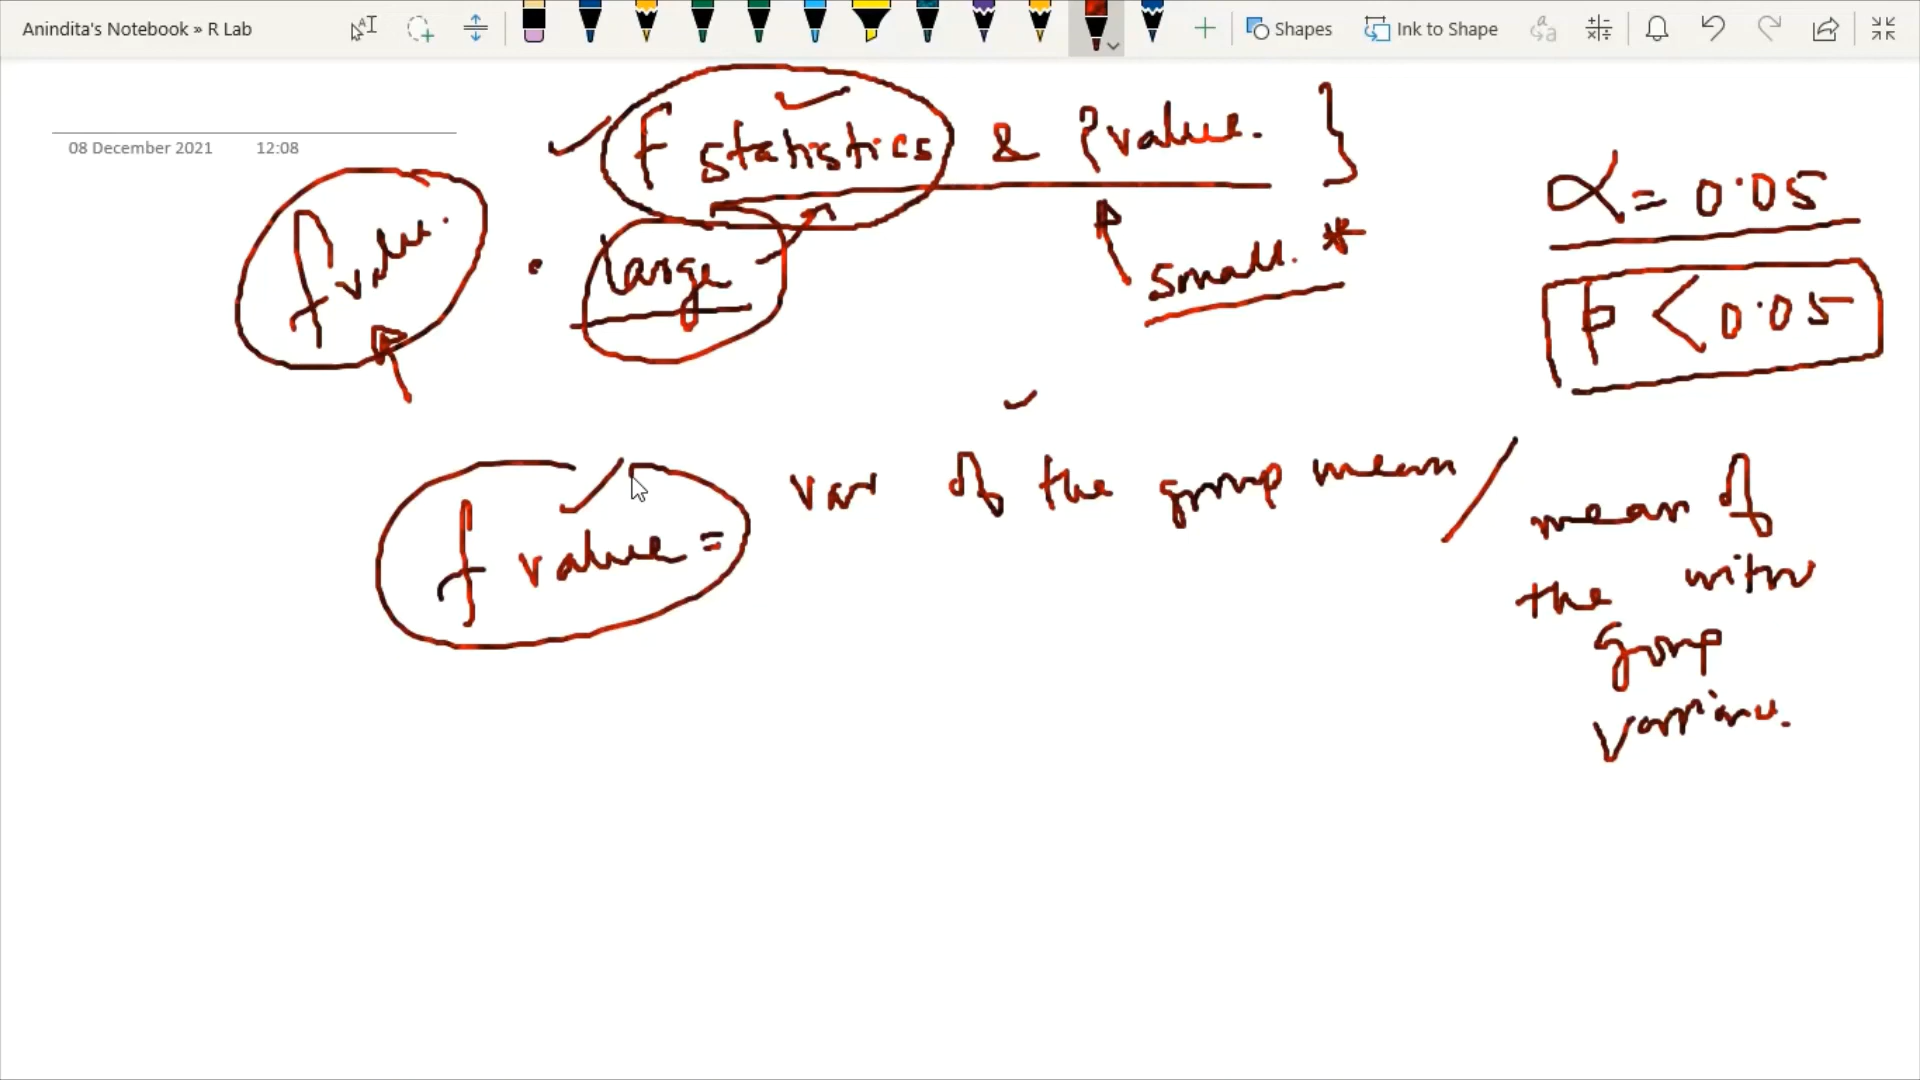 Anindita's Notebook » R Lab
Shapes
Ink to Shape
08 December 2021 12:08
f statistics & P value.
f value.
• large
small. *
α = 0.05
p < 0.05
f value = var of the group mean /
mean of
the within
group
variance.